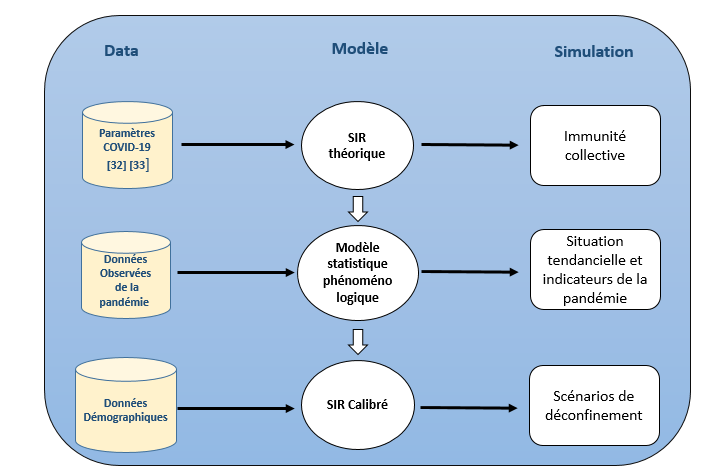 Data
Modèle
Simulation
Paramètres
COVID-19
[32] [33]
SIR
théorique
Immunité
collective
Données
Observées
de la
pandémie
Modèle
statistique
phénoméno
logique
Situation
tendancielle et
indicateurs de la
pandémie
Données
Démographiques
SIR Calibré
Scénarios de
déconfinement